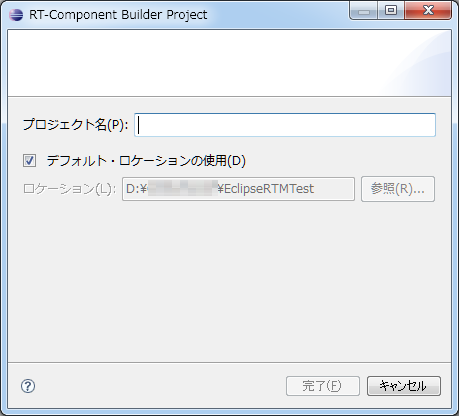 RT-Component Builder Project
プロジェクト名(P):
デフォルト・ロケーションの使用(D)
ロケーション(L): D:¥ ¥EclipseRTMTest 参照(R)...
完了(F) キャンセル